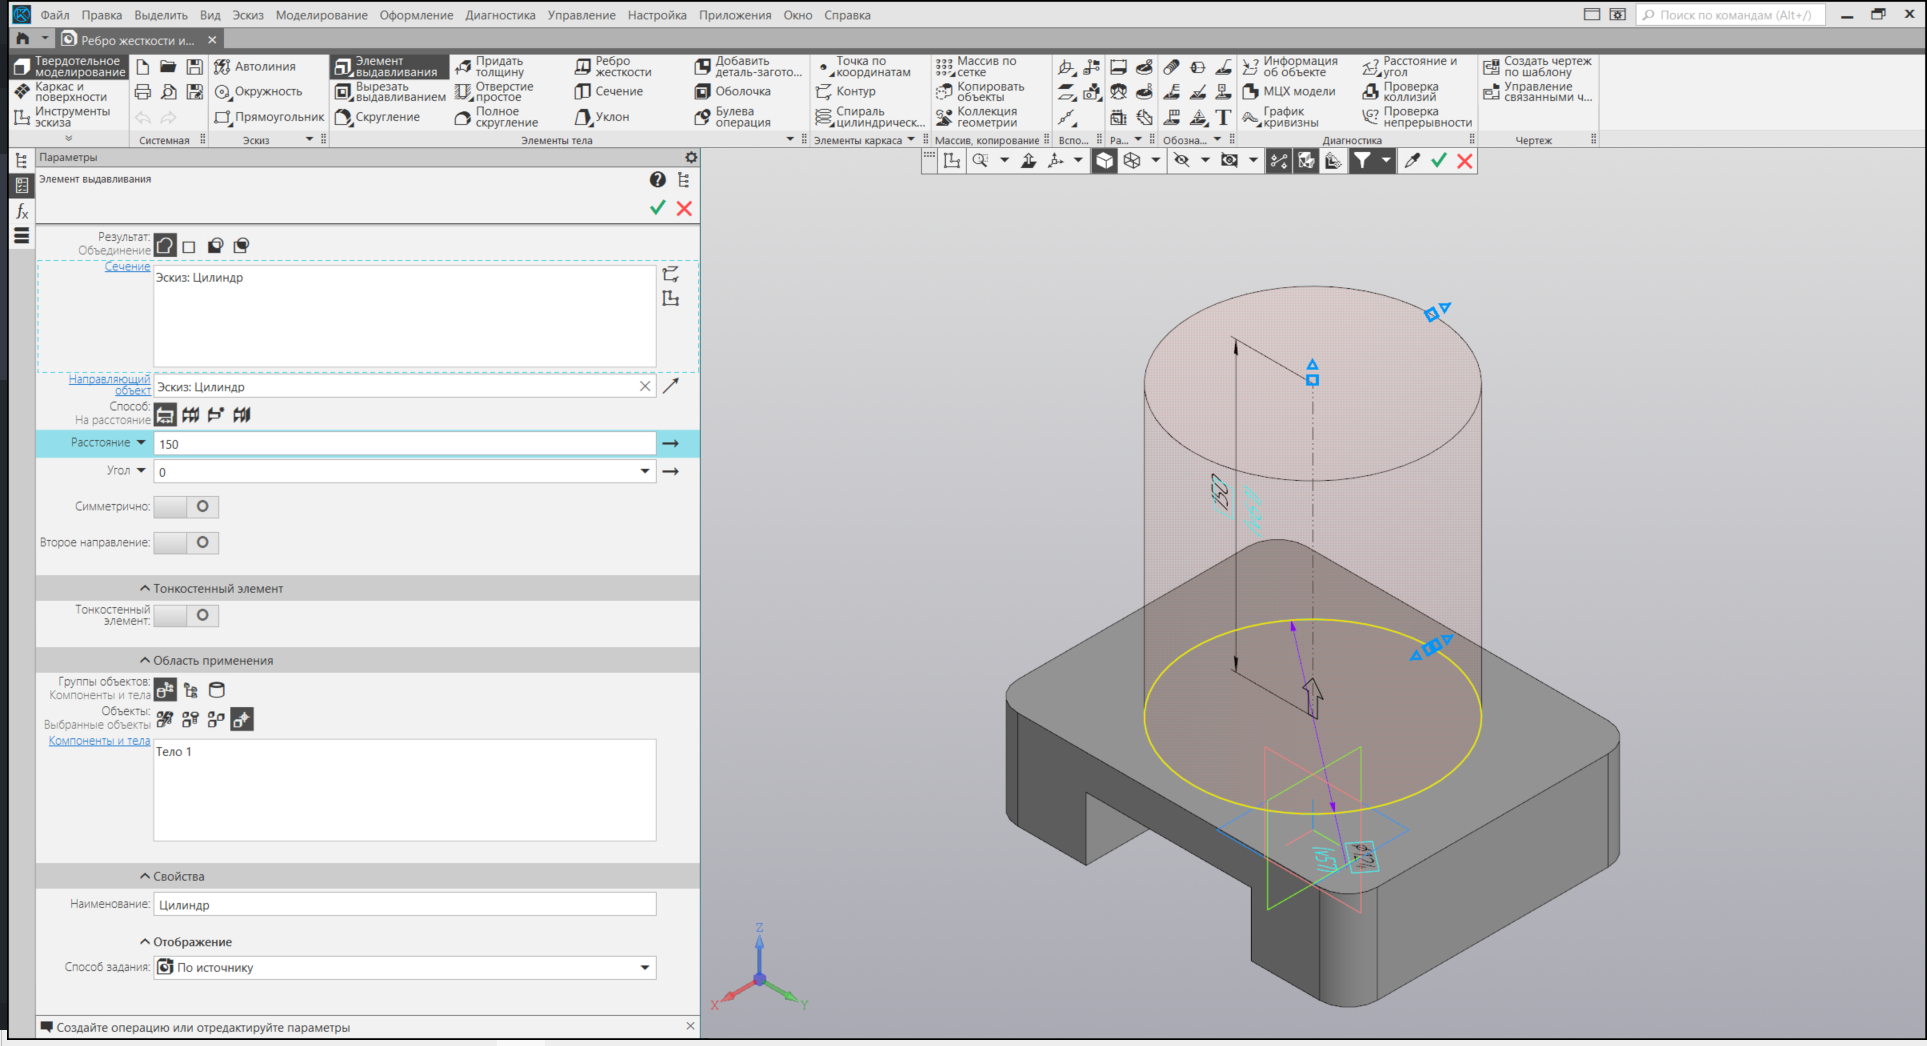 Файл Правка Выделить Вид Эскиз Моделирование Оформление Диагностика Управление Настройка Приложения Окно Справка
Поиск по командам (Alt+/)
Ребро жесткости и...
Твердотельное моделирование
Каркас и поверхности
Инструменты эскиза
Системная
Автолиния
Окружность
Прямоугольник
Эскиз
Элемент выдавливания
Вырезать выдавливанием
Скругление
Придать толщину
Отверстие простое
Полное скругление
Ребро жесткости
Сечение
Уклон
Добавить деталь-загото...
Оболочка
Булева операция
Элементы тела
Точка по координатам
Контур
Спираль цилиндрическ...
Элементы каркаса
Массив по сетке
Копировать объекты
Коллекция геометрии
Массив, копирование
Вспо...
Ра...
Обозна...
Информация об объекте
МЦХ модели
График кривизны
Расстояние и угол
Проверка коллизий
Проверка непрерывности
Диагностика
Создать чертеж по шаблону
Управление связанными ч...
Чертеж
Параметры
Элемент выдавливания
Результат:
Объединение
Сечение
Эскиз: Цилиндр
Направляющий объект
Эскиз: Цилиндр
Способ:
На расстояние
Расстояние
150
Угол
0
Симметрично:
Второе направление:
Тонкостенный элемент
Тонкостенный элемент:
Область применения
Группы объектов:
Компоненты и тела
Объекты:
Выбранные объекты
Компоненты и тела
Тело 1
Свойства
Наименование:
Цилиндр
Отображение
Способ задания:
По источнику
Создайте операцию или отредактируйте параметры
Z
X
Y